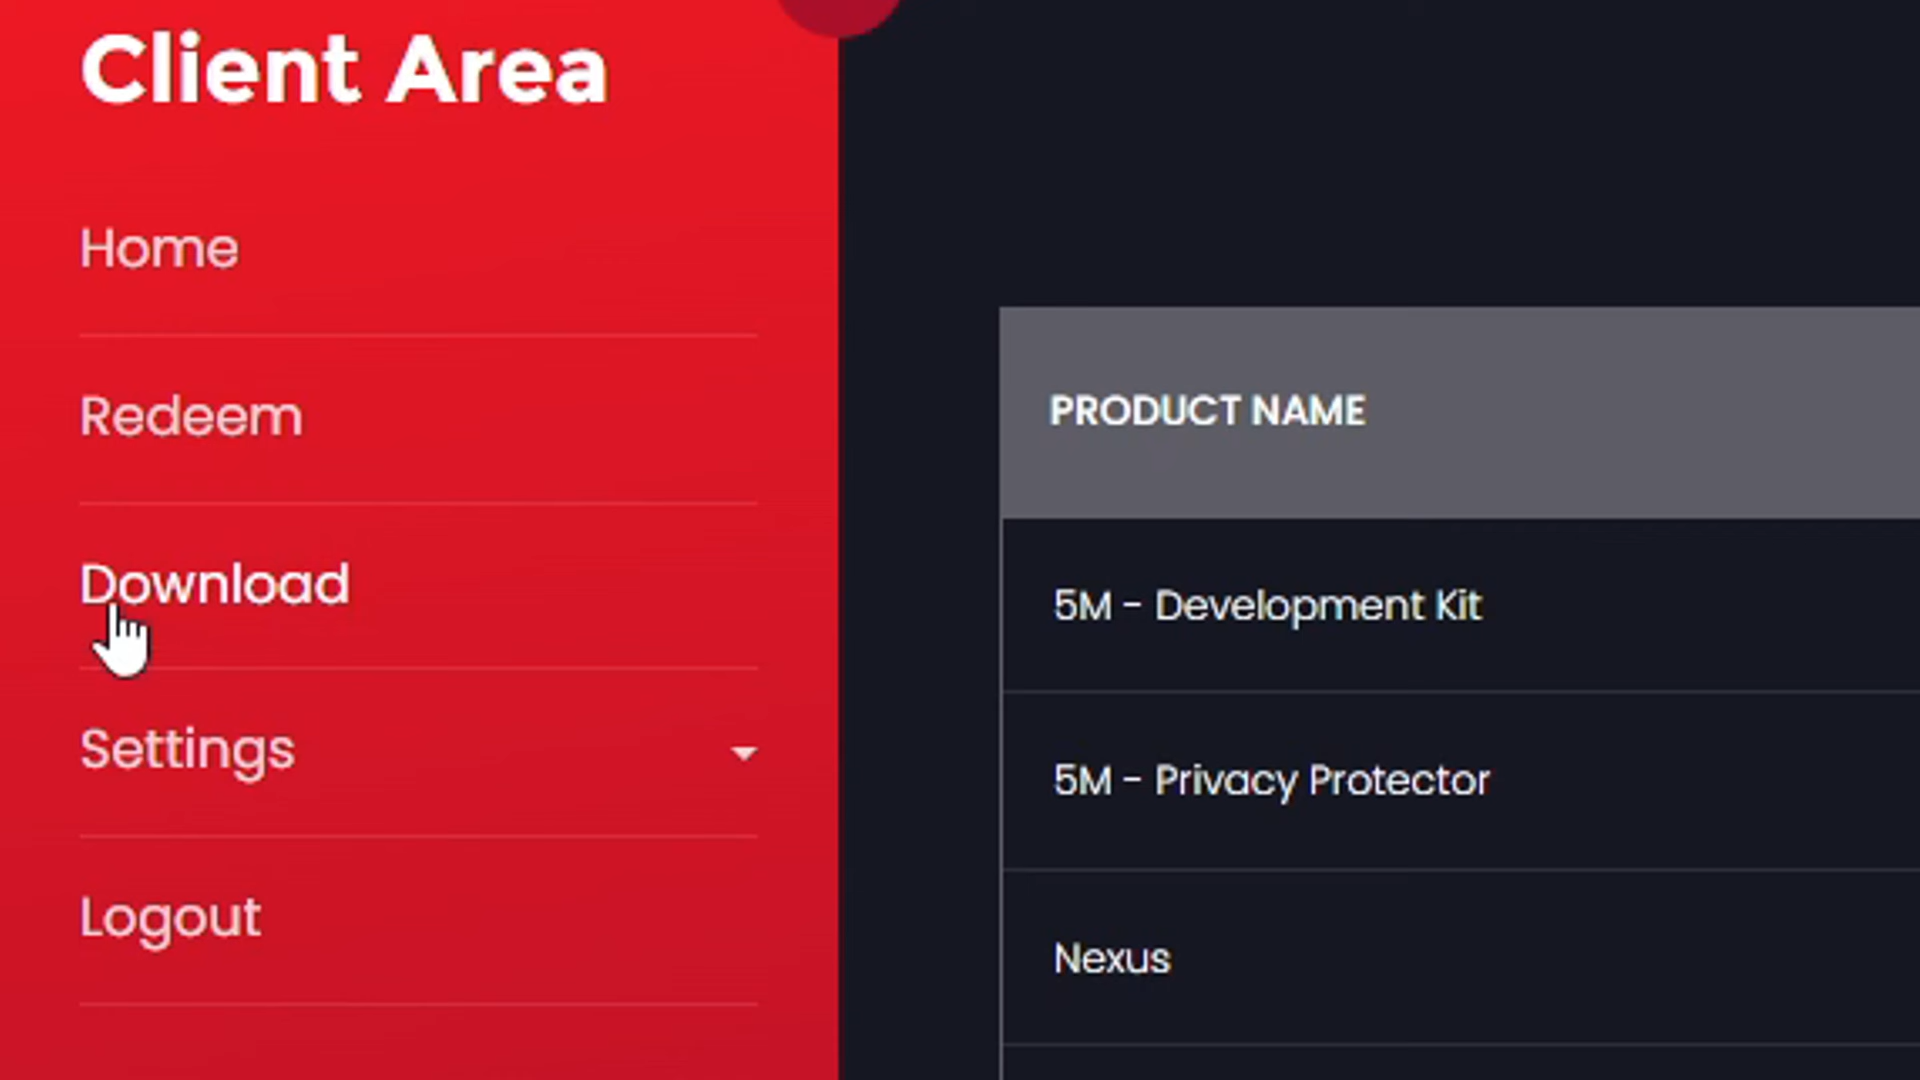 Client Area
Home
Redeem
Download
Settings
Logout
PRODUCT NAME
5M - Development Kit
5M - Privacy Protector
Nexus